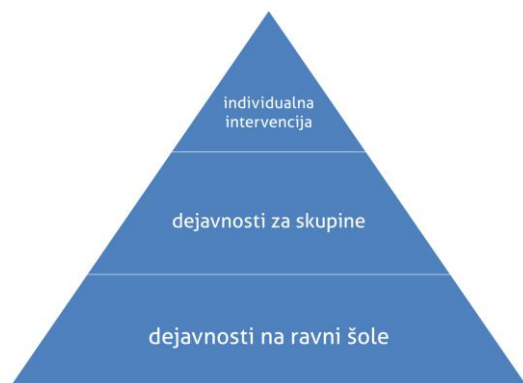 individualna
intervencija
dejavnosti za skupine
dejavnosti na ravni šole